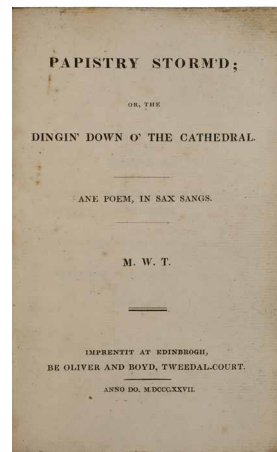 PAPISTRY STORM'D;
OR, THE
DINGIN' DOWN O' THE CATHEDRAL.
ANE POEM, IN SAX SANGS.
M. W. T.
IMPRENTIT AT EDINBROGH,
BE OLIVER AND BOYD, TWEEDAL-COURT.
ANNO DO. M.DCCC.XXVII.